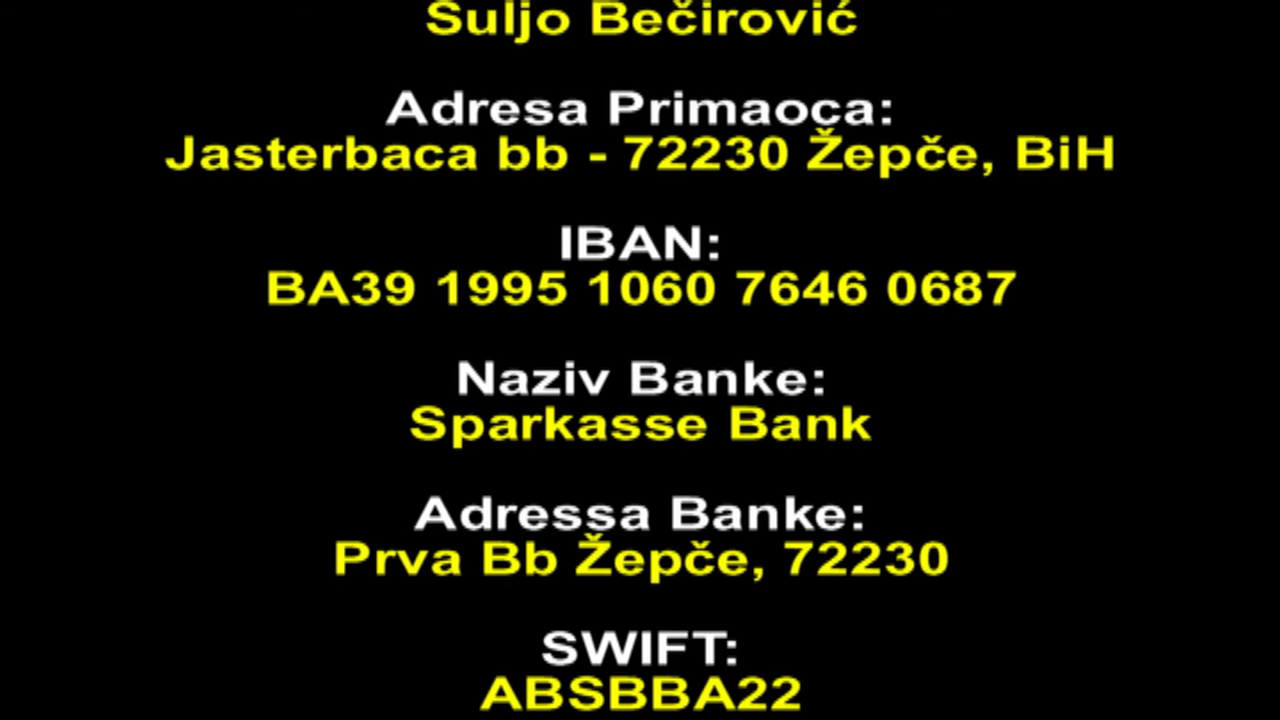 Suljo Bečirović
Adresa Primaoca:
Jasterbaca bb - 72230 Žepče, BiH
IBAN:
BA39 1995 1060 7646 0687
Naziv Banke:
Sparkasse Bank
Adressa Banke:
Prva Bb Žepče, 72230
SWIFT:
ABSBBA22